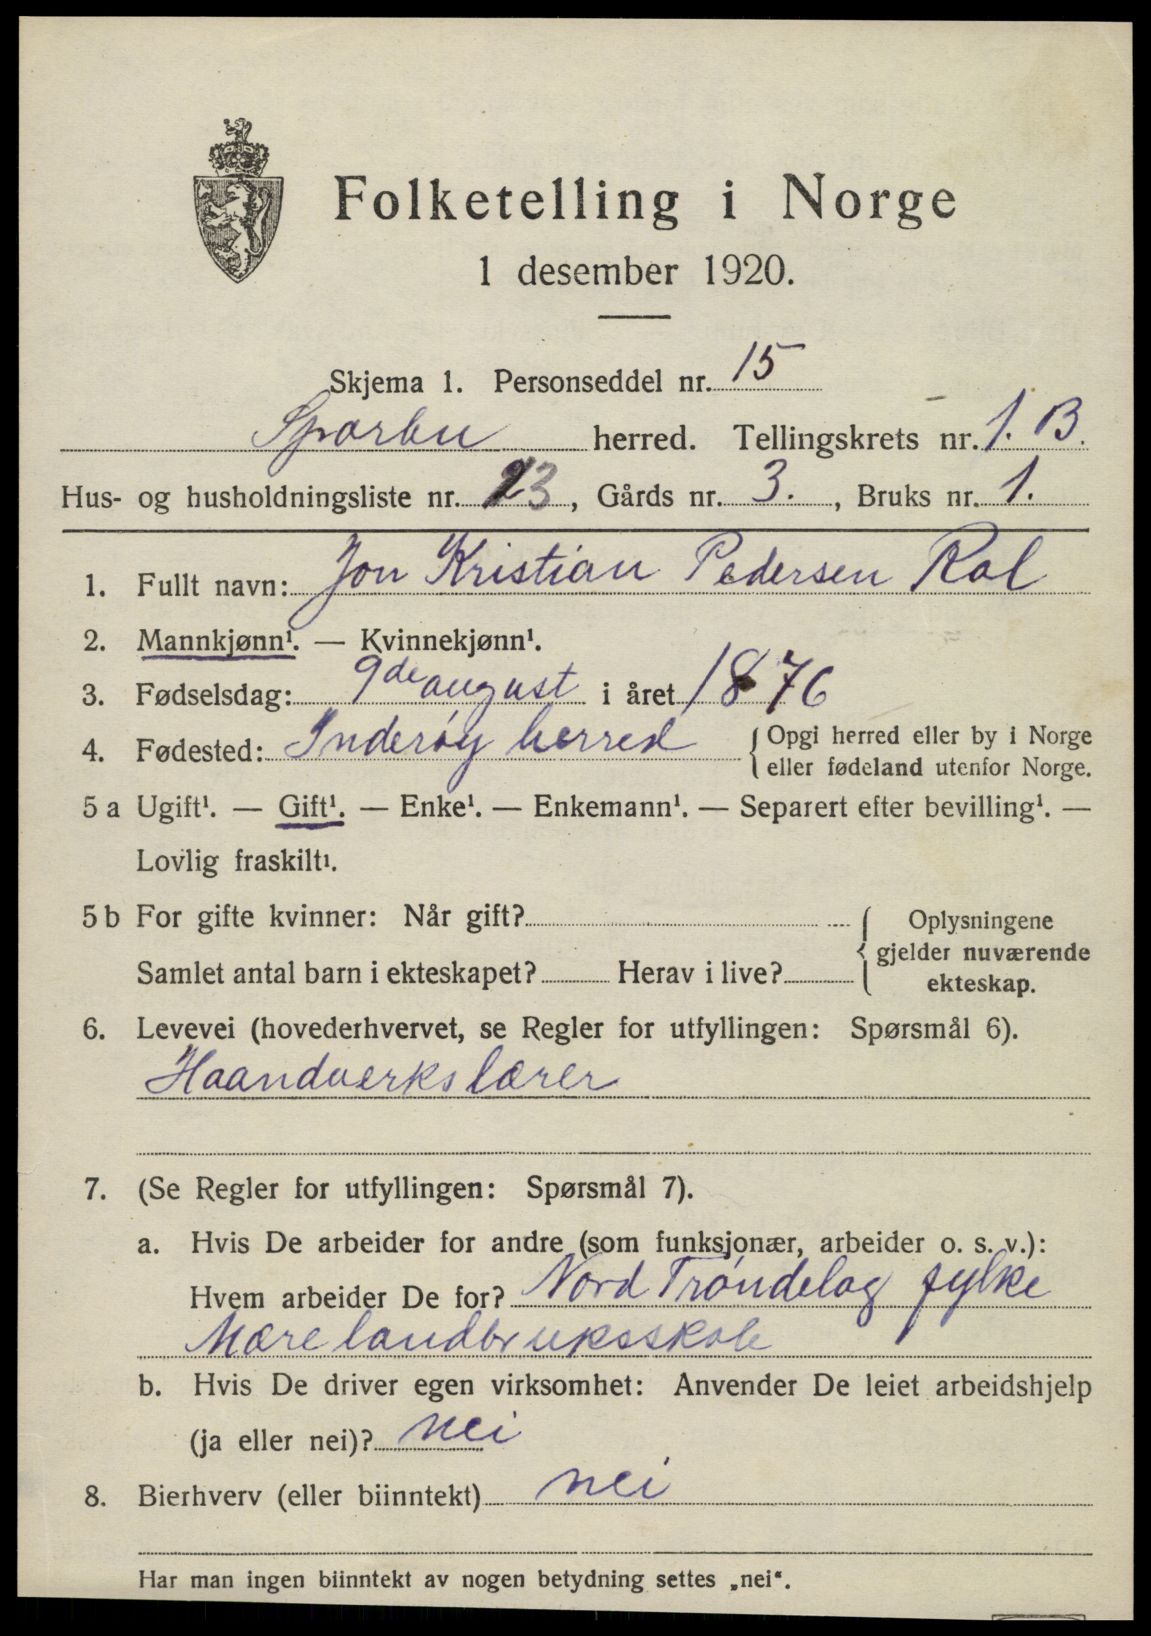 Folketelling i Norge
1 desember 1920.
Skjema 1. Personseddel nr. 15
Sparbu herred. Tellingskrets nr. 1. B.
Hus- og husholdningsliste nr. 23, Gårds nr. 3., Bruks nr. 1.
1. Fullt navn: Jon Kristian Pedersen Rol
2. Mannkjønn¹. — Kvinnekjønn¹.
3. Fødselsdag: 9de august i året 1876
4. Fødested: Inderøy herred { Opgi herred eller by i Norge
eller fødeland utenfor Norge.
5 a Ugift¹. — Gift¹. — Enke¹. — Enkemann¹. — Separert efter bevilling¹. —
Lovlig fraskilt¹.
5 b For gifte kvinner: Når gift? { Oplysningene
gjelder nuværende
Samlet antal barn i ekteskapet? Herav i live?
ekteskap.
6. Levevei (hovederhvervet, se Regler for utfyllingen: Spørsmål 6).
Haandverkslærer
7. (Se Regler for utfyllingen: Spørsmål 7).
a. Hvis De arbeider for andre (som funksjonær, arbeider o. s. v.):
Hvem arbeider De for? Nord Trøndelag fylke
Mære landbruksskole
b. Hvis De driver egen virksomhet: Anvender De leiet arbeidshjelp
(ja eller nei)? nei
8. Bierhverv (eller biinntekt) nei
Har man ingen biinntekt av nogen betydning settes „nei“.